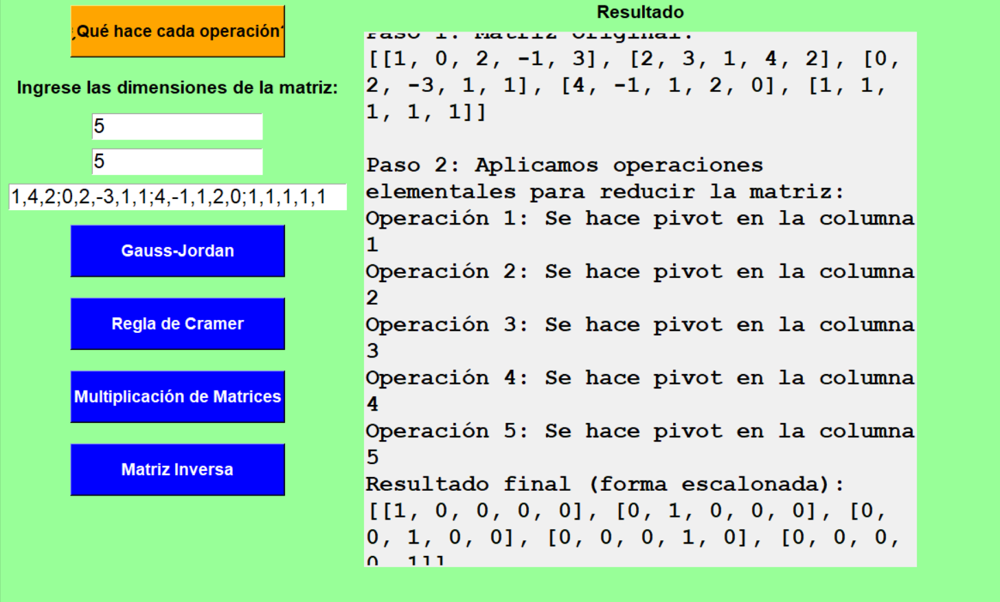 ¿Qué hace cada operación?
Ingrese las dimensiones de la matriz:
5
5
1,4,2;0,2,-3,1,1;4,-1,1,2,0;1,1,1,1,1
Gauss-Jordan
Regla de Cramer
Multiplicación de Matrices
Matriz Inversa
Resultado
Paso 1: Matriz original:
[[1, 0, 2, -1, 3], [2, 3, 1, 4, 2], [0,
2, -3, 1, 1], [4, -1, 1, 2, 0], [1, 1,
1, 1, 1]]
Paso 2: Aplicamos operaciones
elementales para reducir la matriz:
Operación 1: Se hace pivot en la columna
1
Operación 2: Se hace pivot en la columna
2
Operación 3: Se hace pivot en la columna
3
Operación 4: Se hace pivot en la columna
4
Operación 5: Se hace pivot en la columna
5
Resultado final (forma escalonada):
[[1, 0, 0, 0, 0], [0, 1, 0, 0, 0], [0,
0, 1, 0, 0], [0, 0, 0, 1, 0], [0, 0, 0,
0, 1]]